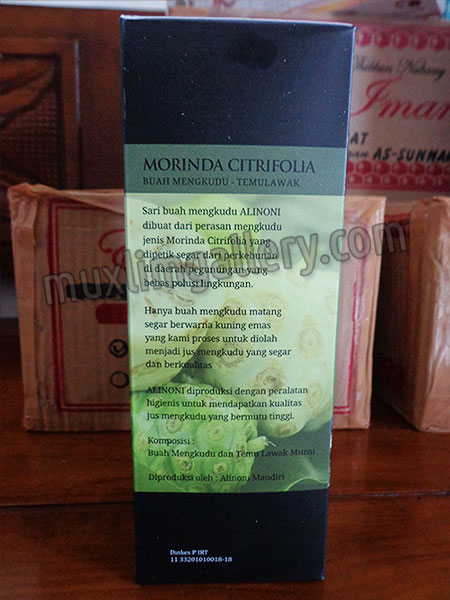 MORINDA CITRIFOLIA
BUAH MENGKUDU - TEMULAWAK
Sari buah mengkudu ALINONI
dibuat dari perasan mengkudu
jenis Morinda Citrifolia yang
dipetik segar dari perkebunan
di daerah pegunungan yang
bebas polusi lingkungan.
Hanya buah mengkudu matang
segar berwarna kuning emas
yang kami proses untuk diolah
menjadi jus mengkudu yang segar
dan berkualitas
ALINONI diproduksi dengan peralatan
higienis untuk mendapatkan kualitas
jus mengkudu yang bermutu tinggi.
Komposisi :
Buah Mengkudu dan Temu Lawak Murni
Diproduksi oleh : Alinoni Mandiri
Dinkes P IRT
11 33201010018-18
muxlimgallery.com
Iman
AT
AS-SUNNAH